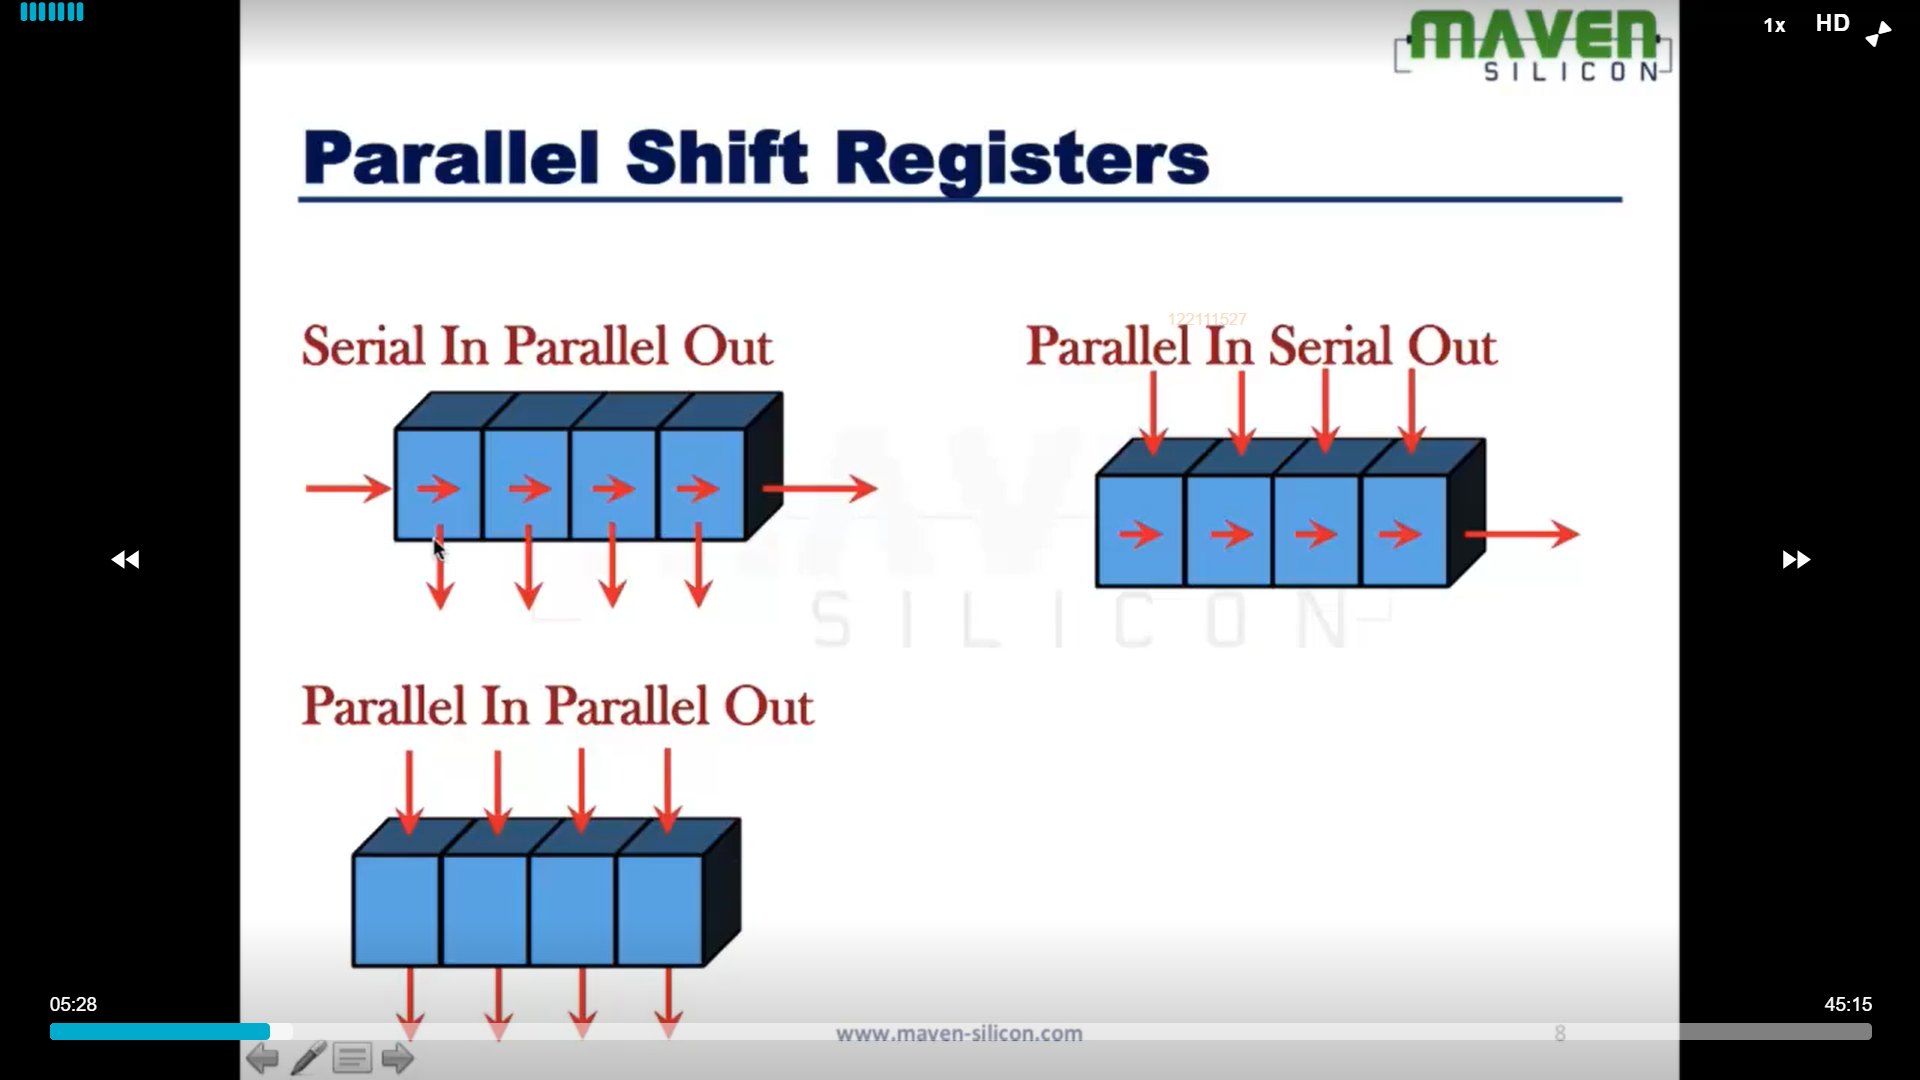 1x HD
MAVEN
SILICON
Parallel Shift Registers
122111527
Serial In Parallel Out
Parallel In Serial Out
SILICON
Parallel In Parallel Out
05:28
45:15
www.maven-silicon.com
8